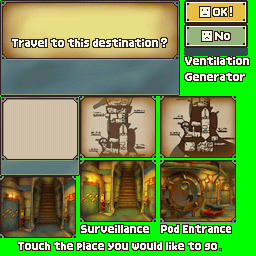 Travel to this destination?
OK!
No
Ventilation
Generator
Surveillance
Pod Entrance
Touch the place you would like to go.